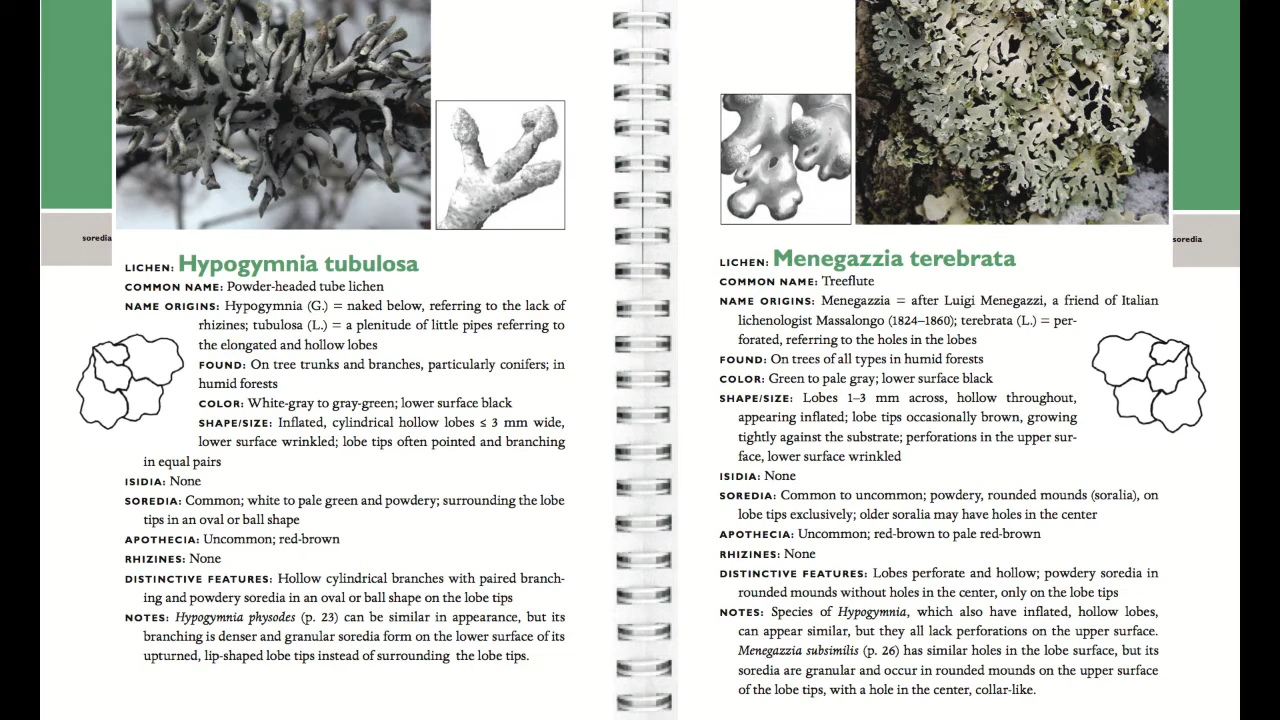 soredia
LICHEN: Hypogymnia tubulosa
COMMON NAME: Powder-headed tube lichen
NAME ORIGINS: Hypogymnia (G.) = naked below, referring to the lack of
rhizines; tubulosa (L.) = a plenitude of little pipes referring to
the elongated and hollow lobes
FOUND: On tree trunks and branches, particularly conifers; in
humid forests
COLOR: White-gray to gray-green; lower surface black
SHAPE/SIZE: Inflated, cylindrical hollow lobes ≤ 3 mm wide,
lower surface wrinkled; lobe tips often pointed and branching
in equal pairs
ISIDIA: None
SOREDIA: Common; white to pale green and powdery; surrounding the lobe
tips in an oval or ball shape
APOTHECIA: Uncommon; red-brown
RHIZINES: None
DISTINCTIVE FEATURES: Hollow cylindrical branches with paired branch-
ing and powdery soredia in an oval or ball shape on the lobe tips
NOTES: Hypogymnia physodes (p. 23) can be similar in appearance, but its
branching is denser and granular soredia form on the lower surface of its
upturned, lip-shaped lobe tips instead of surrounding the lobe tips.
soredia
LICHEN: Menegazzia terebrata
COMMON NAME: Treeflute
NAME ORIGINS: Menegazzia = after Luigi Menegazzi, a friend of Italian
lichenologist Massalongo (1824–1860); terebrata (L.) = per-
forated, referring to the holes in the lobes
FOUND: On trees of all types in humid forests
COLOR: Green to pale gray; lower surface black
SHAPE/SIZE: Lobes 1–3 mm across, hollow throughout,
appearing inflated; lobe tips occasionally brown, growing
tightly against the substrate; perforations in the upper sur-
face, lower surface wrinkled
ISIDIA: None
SOREDIA: Common to uncommon; powdery, rounded mounds (soralia), on
lobe tips exclusively; older soralia may have holes in the center
APOTHECIA: Uncommon; red-brown to pale red-brown
RHIZINES: None
DISTINCTIVE FEATURES: Lobes perforate and hollow; powdery soredia in
rounded mounds without holes in the center, only on the lobe tips
NOTES: Species of Hypogymnia, which also have inflated, hollow lobes,
can appear similar, but they all lack perforations on the upper surface.
Menegazzia subsimilis (p. 26) has similar holes in the lobe surface, but its
soredia are granular and occur in rounded mounds on the upper surface
of the lobe tips, with a hole in the center, collar-like.